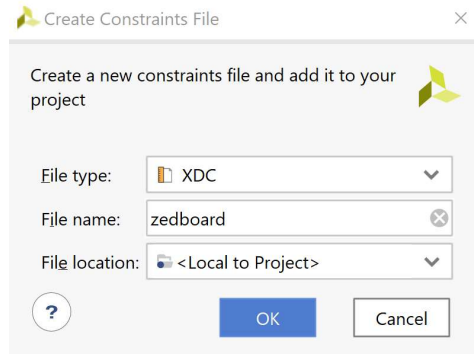 Create Constraints File
Create a new constraints file and add it to your
project
File type: XDC
File name: zedboard
File location: <Local to Project>
? OK Cancel